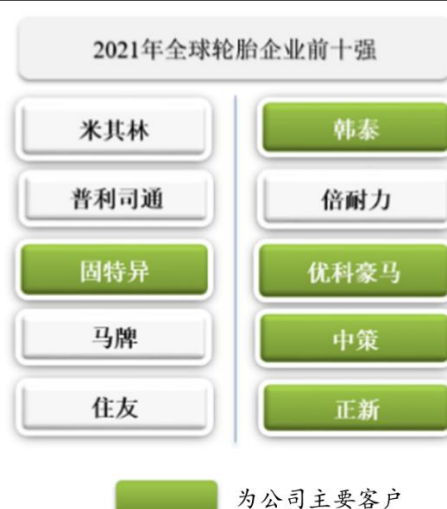 2021年全球轮胎企业前十强
米其林
韩泰
普利司通
倍耐力
固特异
优科豪马
马牌
中策
住友
正新
为公司主要客户